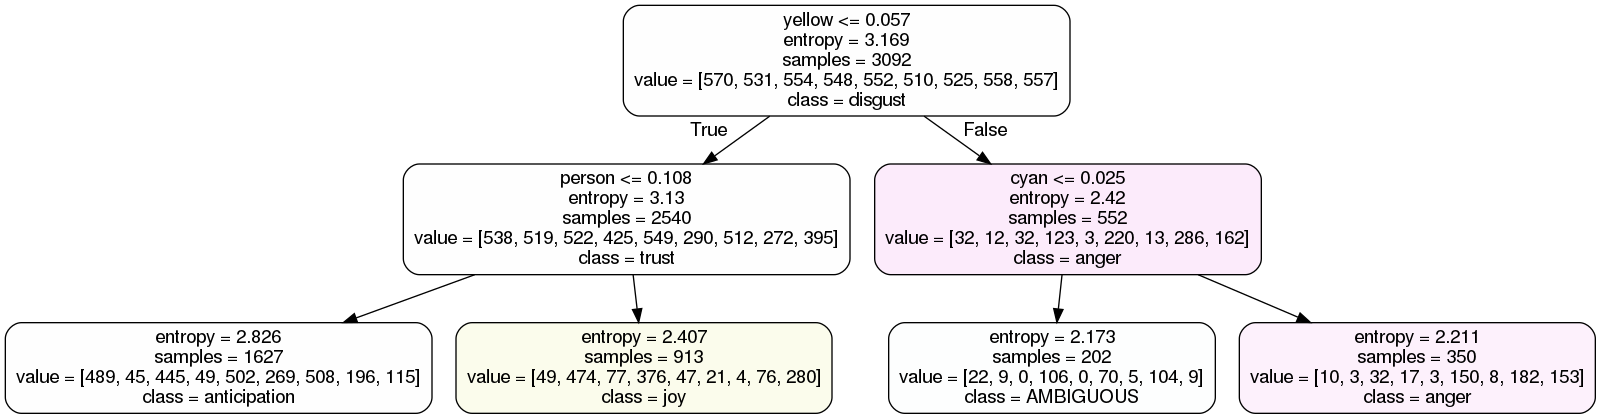 yellow <= 0.057
entropy = 3.169
samples = 3092
value = [570, 531, 554, 548, 552, 510, 525, 558, 557]
class = disgust
True
False
person <= 0.108
entropy = 3.13
samples = 2540
value = [538, 519, 522, 425, 549, 290, 512, 272, 395]
class = trust
cyan <= 0.025
entropy = 2.42
samples = 552
value = [32, 12, 32, 123, 3, 220, 13, 286, 162]
class = anger
entropy = 2.826
samples = 1627
value = [489, 45, 445, 49, 502, 269, 508, 196, 115]
class = anticipation
entropy = 2.407
samples = 913
value = [49, 474, 77, 376, 47, 21, 4, 76, 280]
class = joy
entropy = 2.173
samples = 202
value = [22, 9, 0, 106, 0, 70, 5, 104, 9]
class = AMBIGUOUS
entropy = 2.211
samples = 350
value = [10, 3, 32, 17, 3, 150, 8, 182, 153]
class = anger